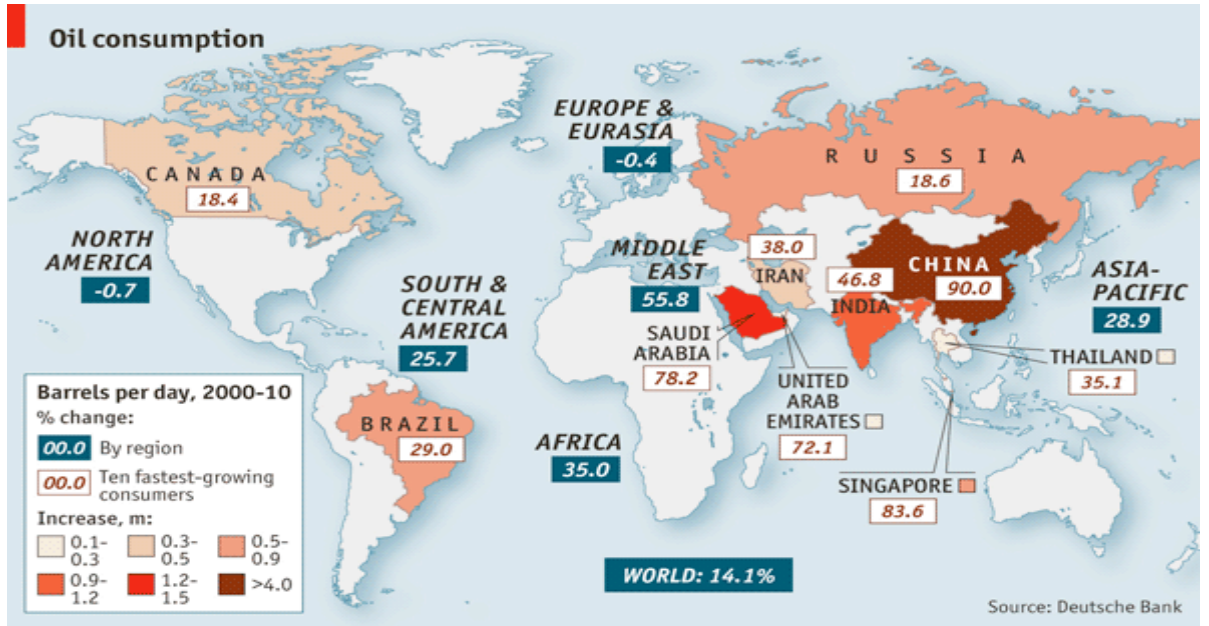 Oil consumption
EUROPE &
EURASIA
-0.4
R U S S I A
18.6
CANADA
18.4
NORTH
AMERICA
-0.7
SOUTH &
CENTRAL
AMERICA
25.7
MIDDLE
EAST
55.8
38.0
IRAN
46.8
INDIA
CHINA
90.0
ASIA-
PACIFIC
28.9
SAUDI
ARABIA
78.2
UNITED
ARAB
EMIRATES
72.1
THAILAND
35.1
SINGAPORE
83.6
BRAZIL
29.0
AFRICA
35.0
Barrels per day, 2000-10
% change:
00.0 By region
00.0 Ten fastest-growing
consumers
Increase, m:
0.1-
0.3
0.3-
0.5
0.5-
0.9
0.9-
1.2
1.2-
1.5
>4.0
WORLD: 14.1%
Source: Deutsche Bank